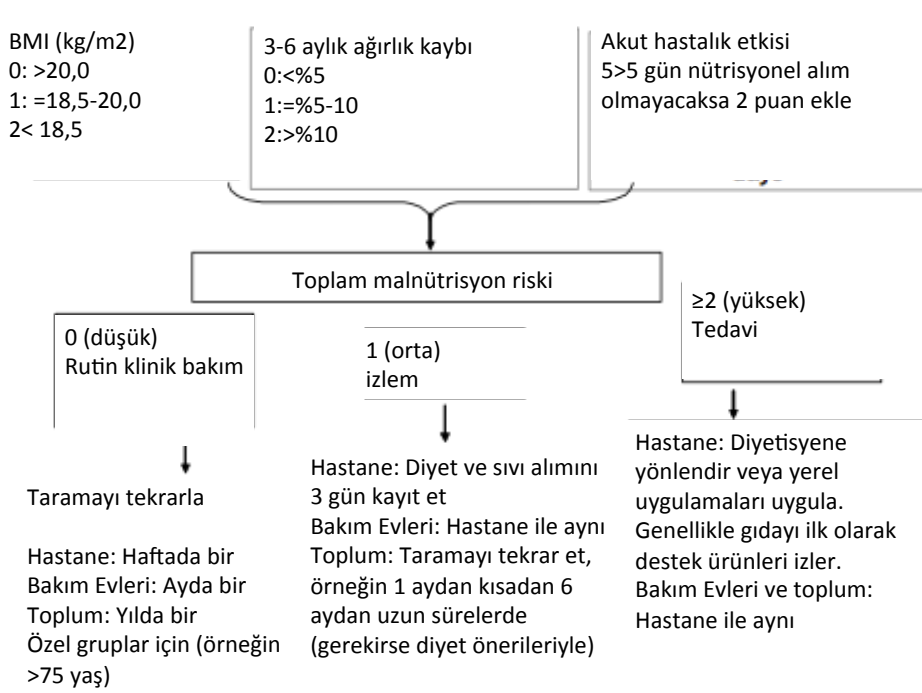 BMI (kg/m2)
0: >20,0
1: =18,5-20,0
2< 18,5
3-6 aylık ağırlık kaybı
0:<%5
1:=%5-10
2:>%10
Akut hastalık etkisi
5>5 gün nütrisyonel alım
olmayacaksa 2 puan ekle
Toplam malnütrisyon riski
0 (düşük)
Rutin klinik bakım
1 (orta)
izlem
≥2 (yüksek)
Tedavi
Taramayı tekrarla
Hastane: Haftada bir
Bakım Evleri: Ayda bir
Toplum: Yılda bir
Özel gruplar için (örneğin
>75 yaş)
Hastane: Diyet ve sıvı alımını
3 gün kayıt et
Bakım Evleri: Hastane ile aynı
Toplum: Taramayı tekrar et,
örneğin 1 aydan kısadan 6
aydan uzun sürelerde
(gerekirse diyet önerileriyle)
Hastane: Diyetisyene
yönlendir veya yerel
uygulamaları uygula.
Genellikle gıdayı ilk olarak
destek ürünleri izler.
Bakım Evleri ve toplum:
Hastane ile aynı